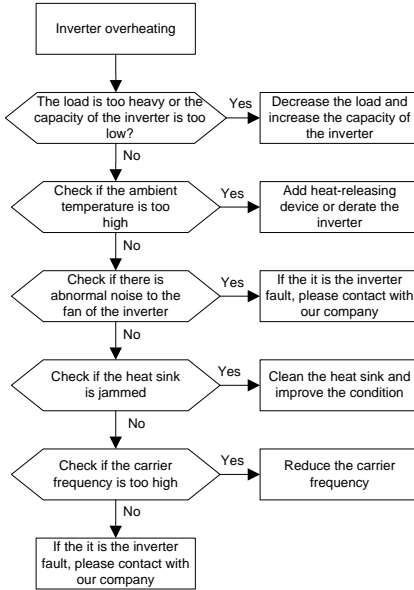 Inverter overheating
The load is too heavy or the
capacity of the inverter is too
low?
Yes
Decrease the load and
increase the capacity of
the inverter
No
Check if the ambient
temperature is too
high
Yes
Add heat-releasing
device or derate the
inverter
No
Check if there is
abnormal noise to the
fan of the inverter
Yes
If the it is the inverter
fault, please contact with
our company
No
Check if the heat sink
is jammed
Yes
Clean the heat sink and
improve the condition
No
Check if the carrier
frequency is too high
Yes
Reduce the carrier
frequency
No
If the it is the inverter
fault, please contact with
our company